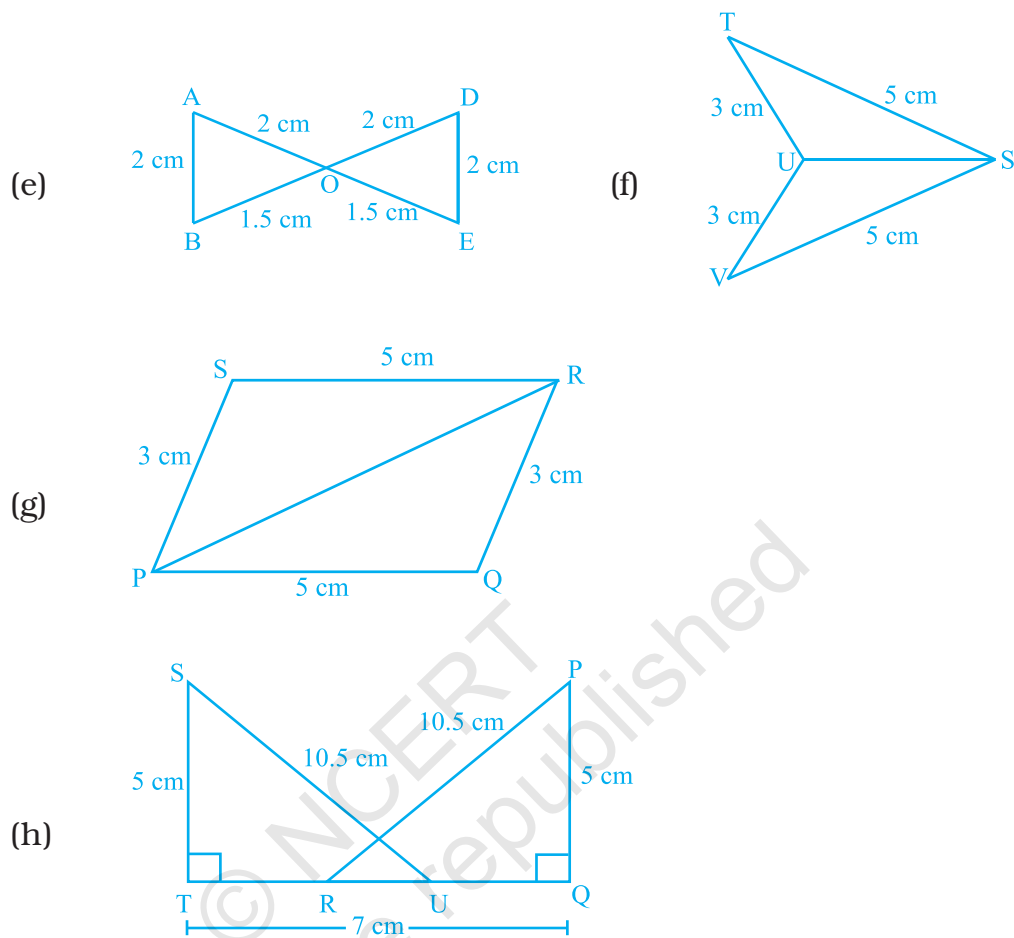 (e)
A
D
2 cm
2 cm
2 cm
2 cm
O
1.5 cm
1.5 cm
B
E
(f)
T
3 cm
5 cm
U
S
3 cm
5 cm
V
(g)
S
5 cm
R
3 cm
3 cm
P
5 cm
Q
(h)
S
P
10.5 cm
10.5 cm
5 cm
5 cm
T
R
U
Q
7 cm
© NCERT
republished